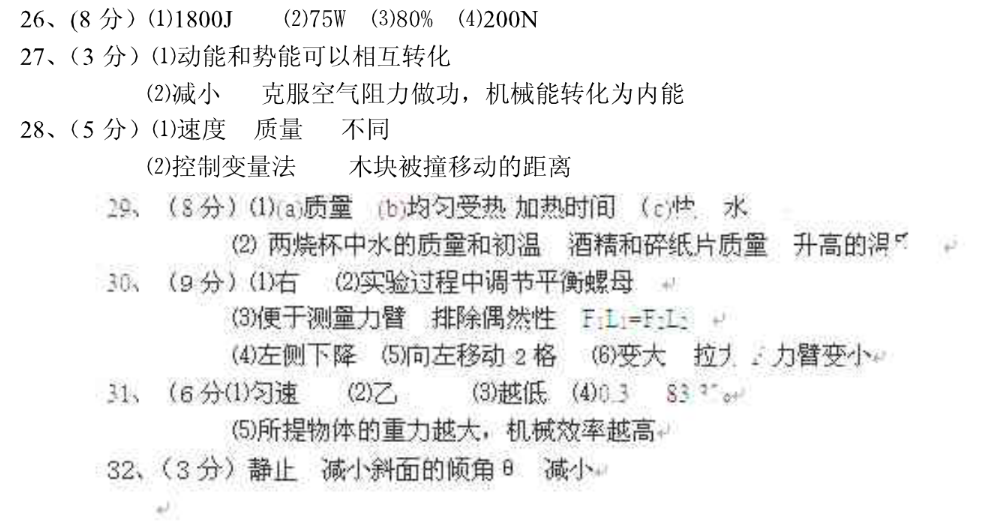 26、(8 分) ⑴1800J ⑵75W ⑶80% ⑷200N
27、(3 分) ⑴动能和势能可以相互转化
⑵减小 克服空气阻力做功，机械能转化为内能
28、(5 分) ⑴速度 质量 不同
⑵控制变量法 木块被撞移动的距离
29、（8分）⑴(a)质量 (b)均匀受热 加热时间 （c) 水
⑵ 两烧杯中水的质量和初温 酒精和碎纸片质量 升高的
30、（9分）⑴右 ⑵实验过程中调节平衡螺母
⑶便于测量力臂 排除偶然性 F₁L₁=F₂L₂
⑷左侧下降 ⑸向左移动 2 格 ⑹变大 力臂变小
31、（6 分⑴匀速 ⑵乙 ⑶越低 ⑷0.3
⑸所提物体的重力越大，机械效率越高
32、（3 分）静止 减小斜面的倾角 θ 减小